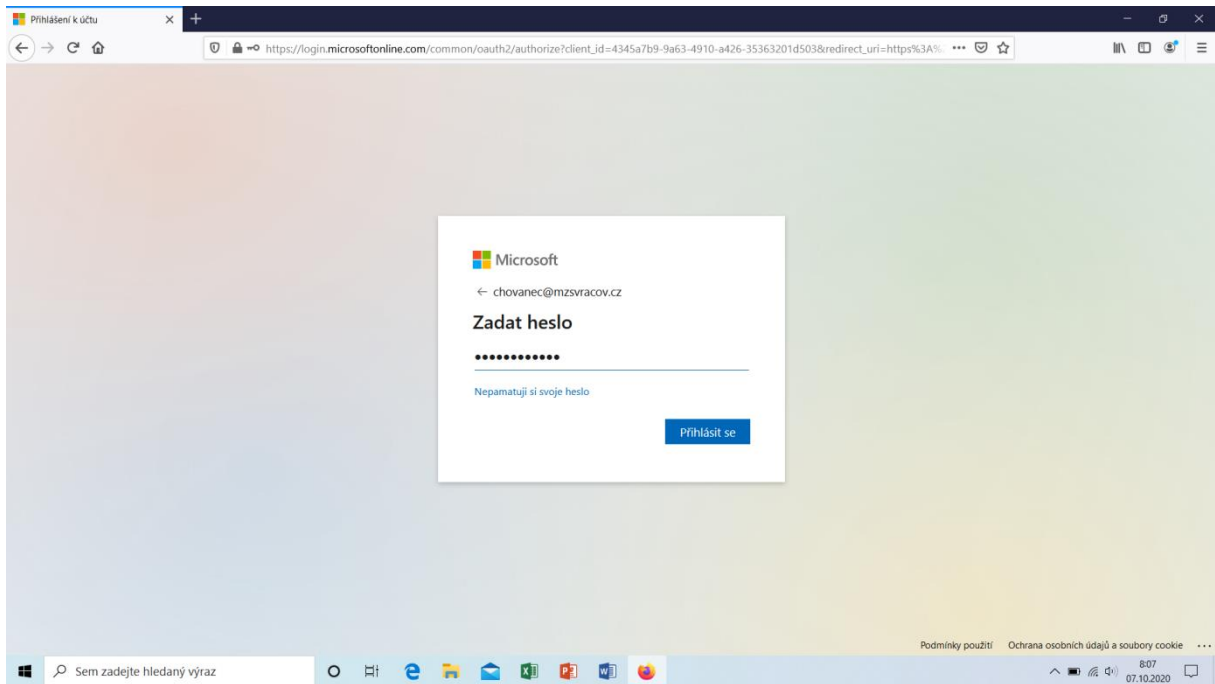 Přihlášení k účtu
https://login.microsoftonline.com/common/oauth2/authorize?client_id=4345a7b9-9a63-4910-a426-35363201d503&redirect_uri=https%3A%
Microsoft
chovanec@mzsvracov.cz
Zadat heslo
••••••••••••
Nepamatuji si svoje heslo
Přihlásit se
Podmínky použití Ochrana osobních údajů a soubory cookie ...
Sem zadejte hledaný výraz
8:07
07.10.2020